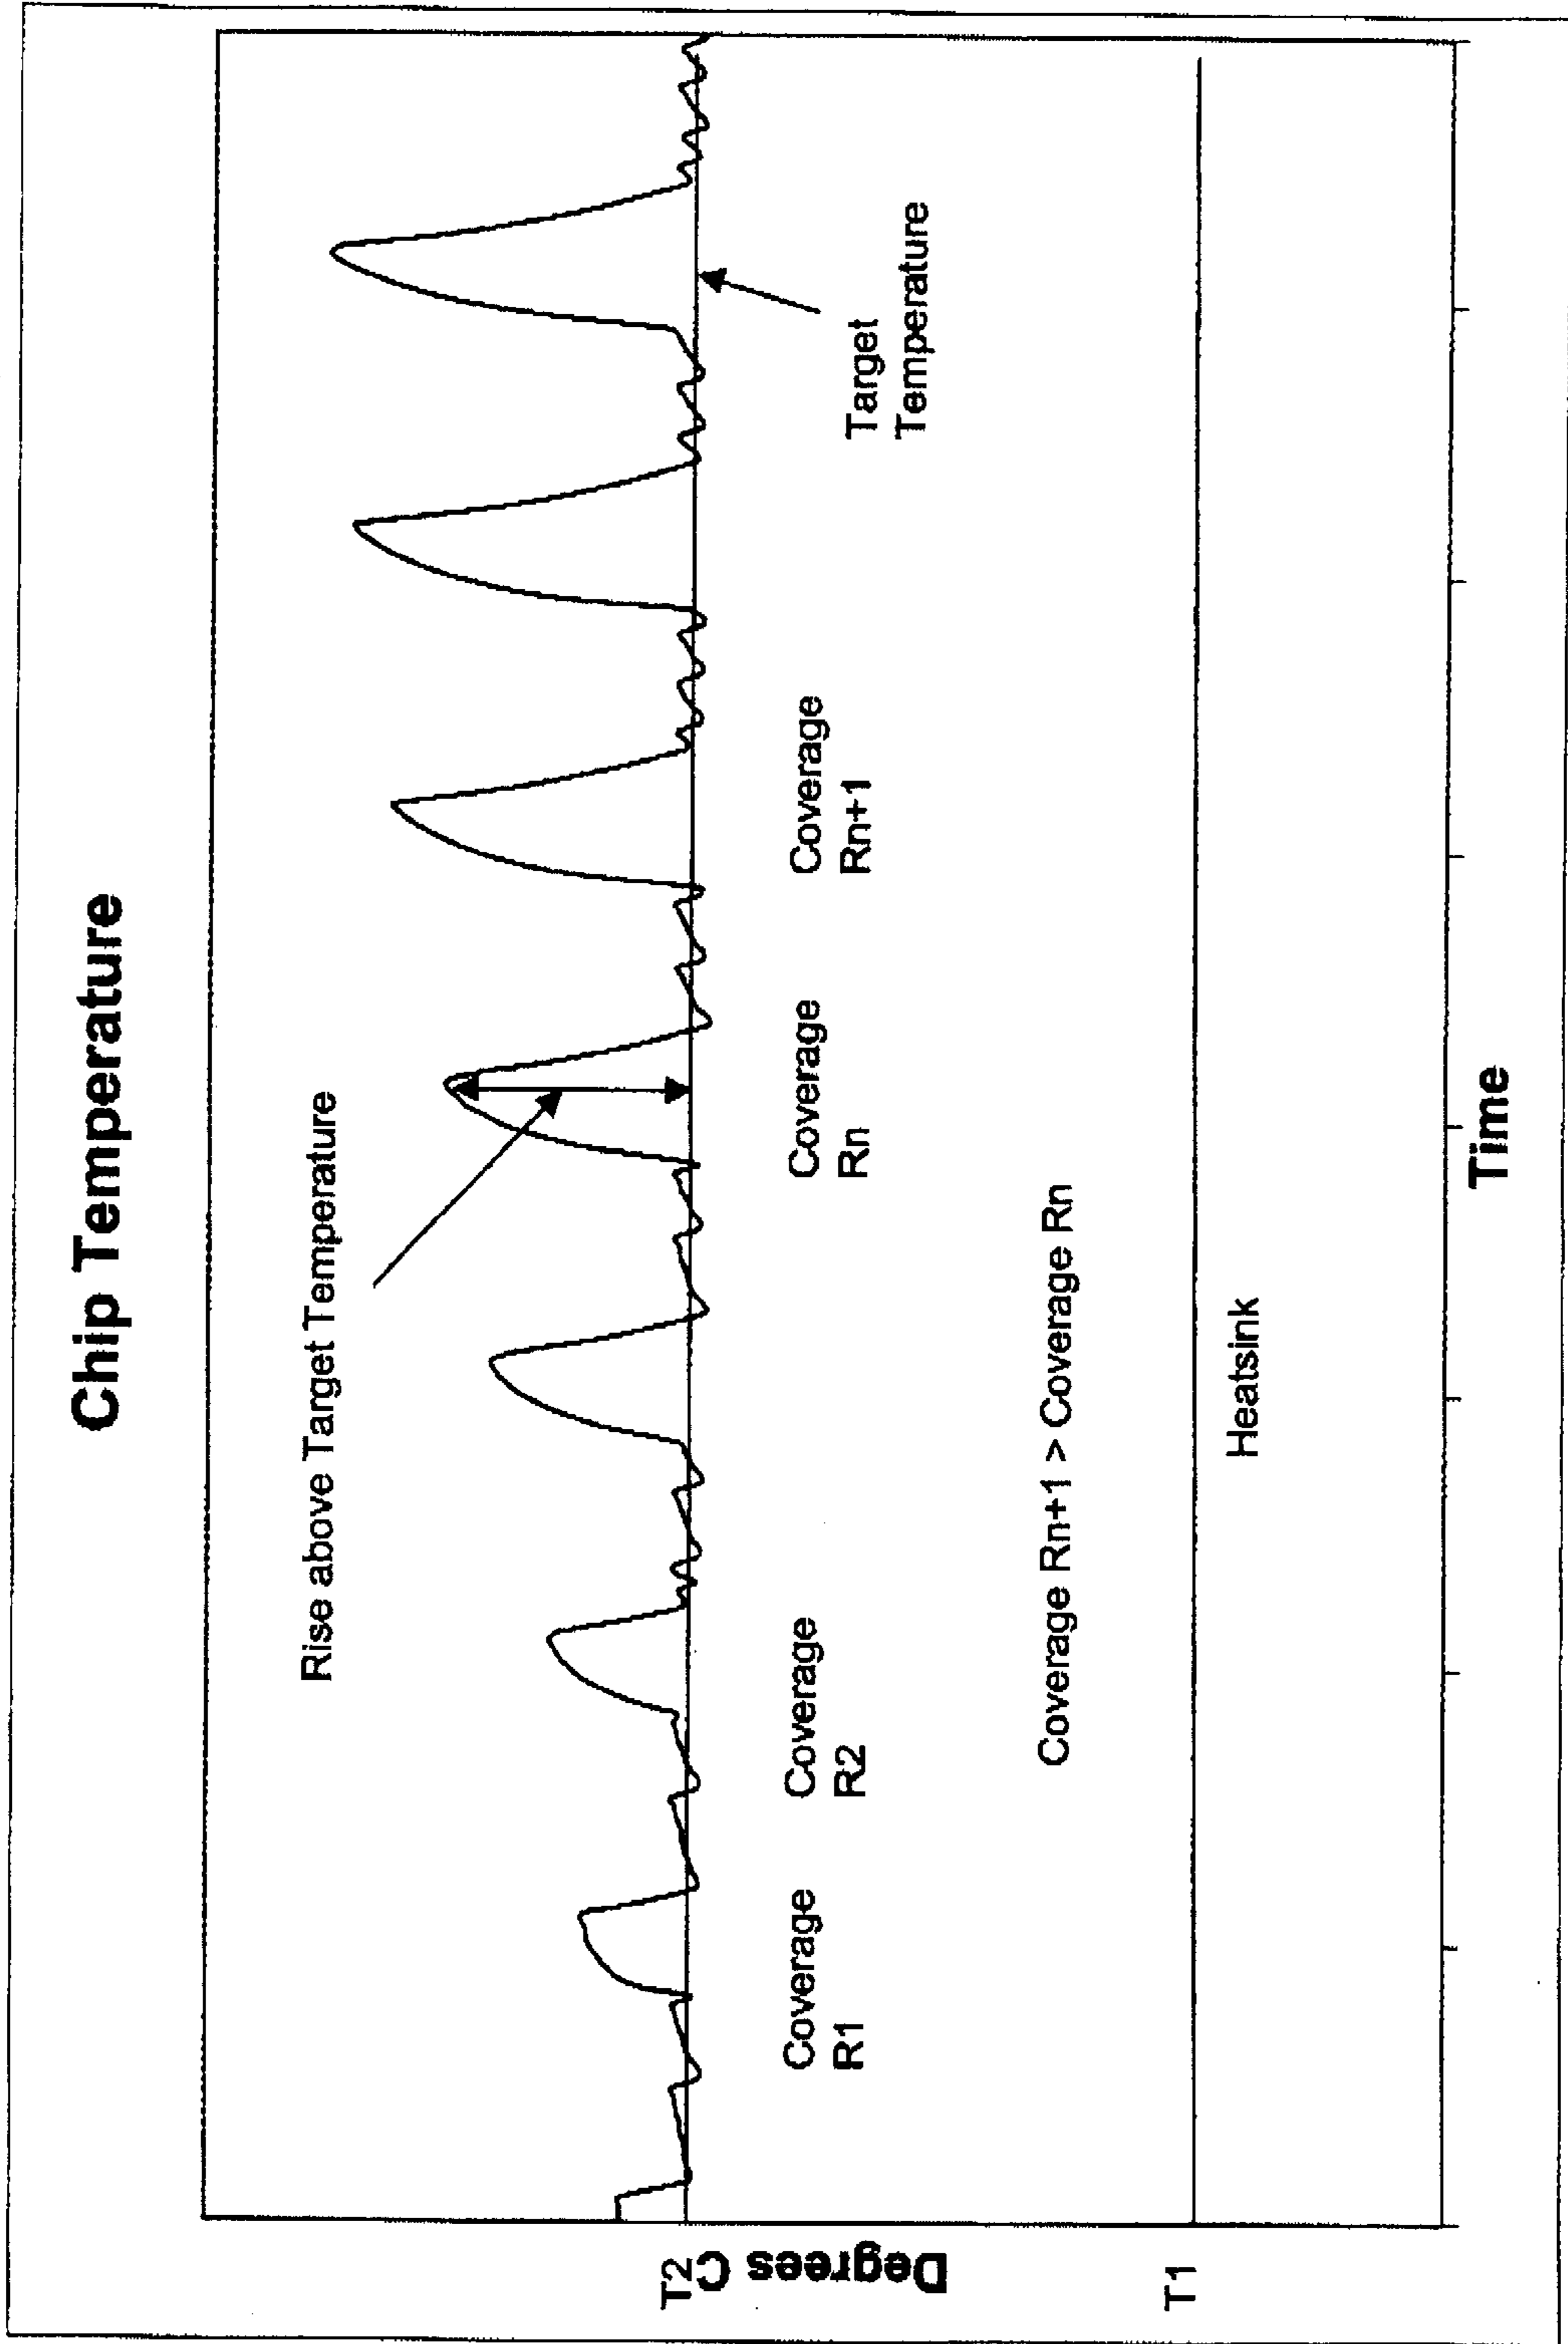 Chip Temperature
Rise above Target Temperature
Degrees C
T2
T1
Coverage
R1
Coverage
R2
Coverage
Rn
Coverage
Rn+1
Target
Temperature
Coverage Rn+1 > Coverage Rn
Heatsink
Time